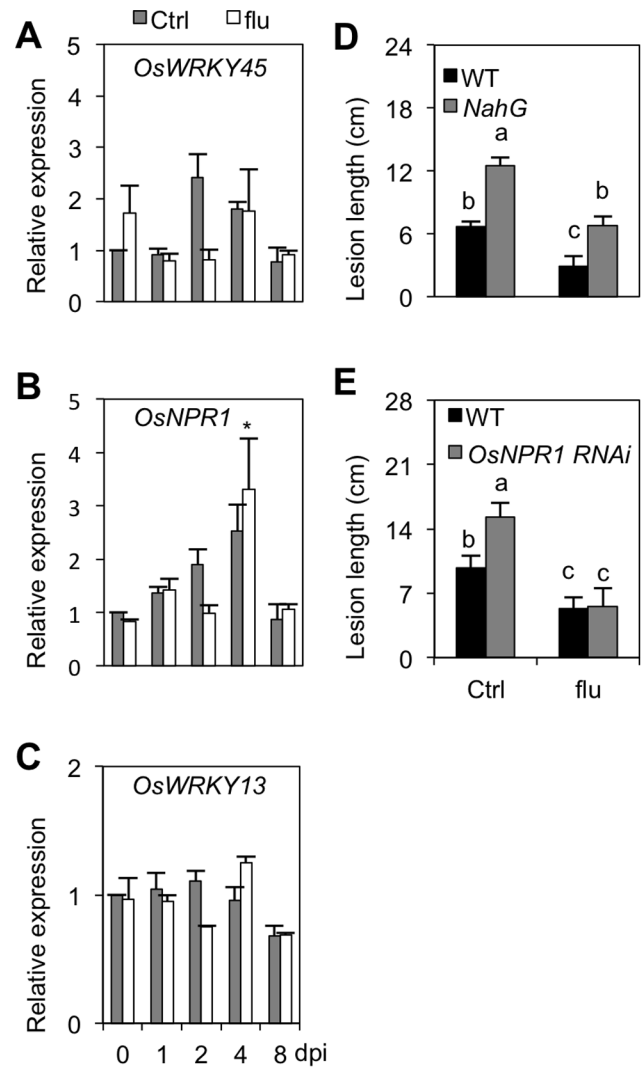 Ctrl flu
A
OsWRKY45
Relative expression
5
4
3
2
1
0
B
OsNPR1
*
Relative expression
5
4
3
2
1
0
C
OsWRKY13
Relative expression
2
1
0
0 1 2 4 8 dpi
D
WT
NahG
Lesion length (cm)
24
18
12
6
0
b a c b
E
WT
OsNPR1 RNAi
Lesion length (cm)
28
21
14
7
0
b a c c
Ctrl flu